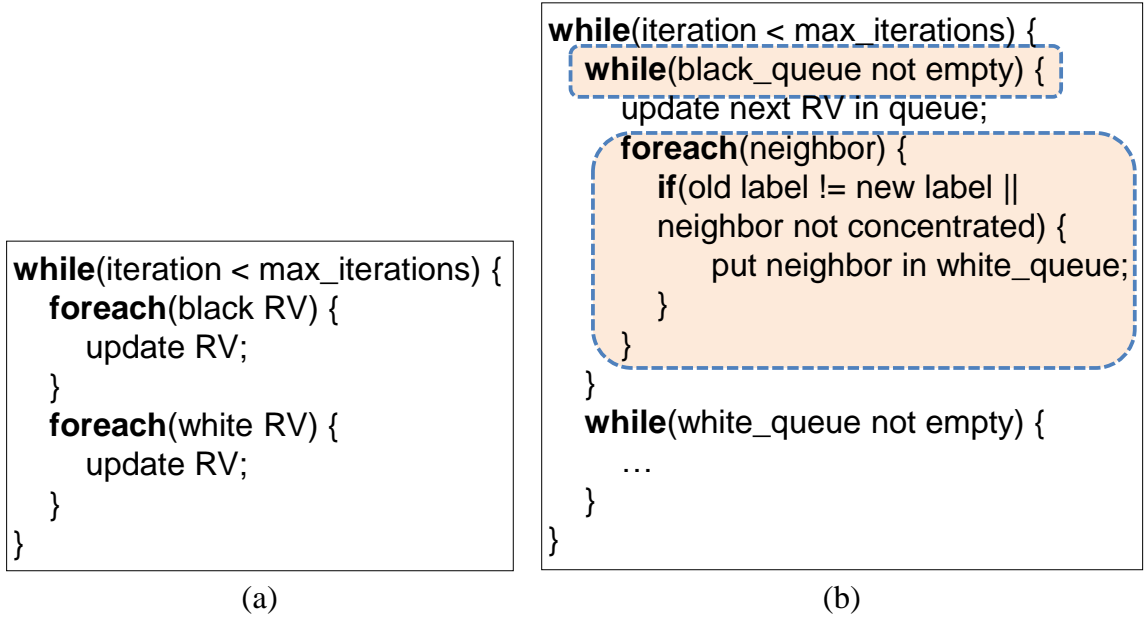 while(iteration < max_iterations) {
foreach(black RV) {
update RV;
}
foreach(white RV) {
update RV;
}
}
(a)
while(iteration < max_iterations) {
while(black_queue not empty) {
update next RV in queue;
foreach(neighbor) {
if(old label != new label ||
neighbor not concentrated) {
put neighbor in white_queue;
}
}
}
while(white_queue not empty) {
…
}
}
(b)